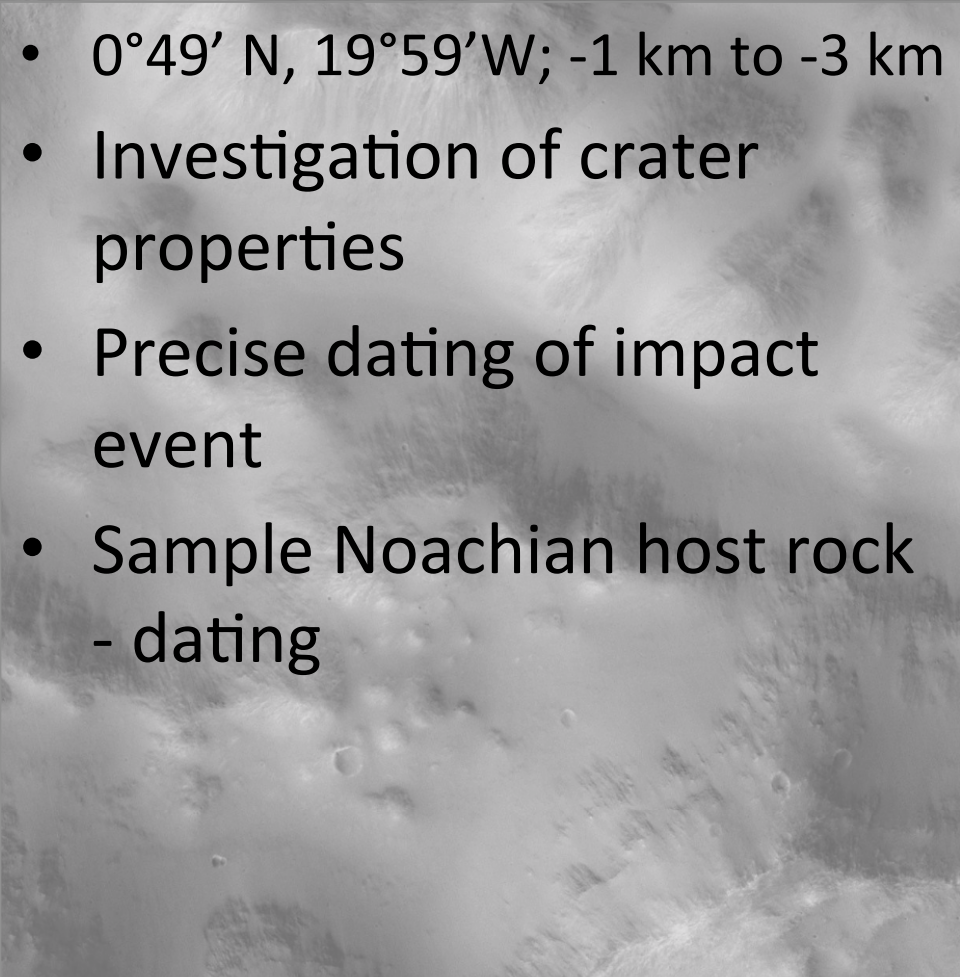 • 0°49’ N, 19°59’W; -1 km to -3 km
• Investigation of crater
properties
• Precise dating of impact
event
• Sample Noachian host rock
- dating